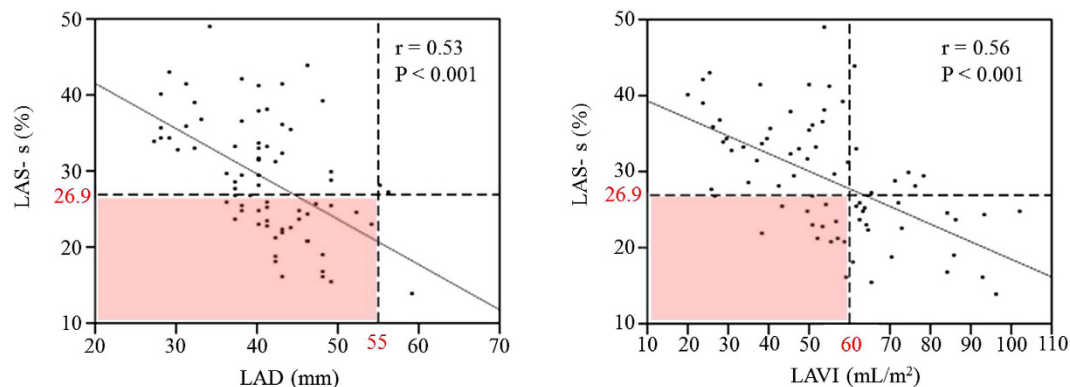 50
40
30
26.9
20
10
LAS- s (%)
r = 0.53
P < 0.001
20 30 40 50 55 60 70
LAD (mm)
50
40
30
26.9
20
10
LAS- s (%)
r = 0.56
P < 0.001
10 20 30 40 50 60 70 80 90 100 110
LAVI (mL/m²)